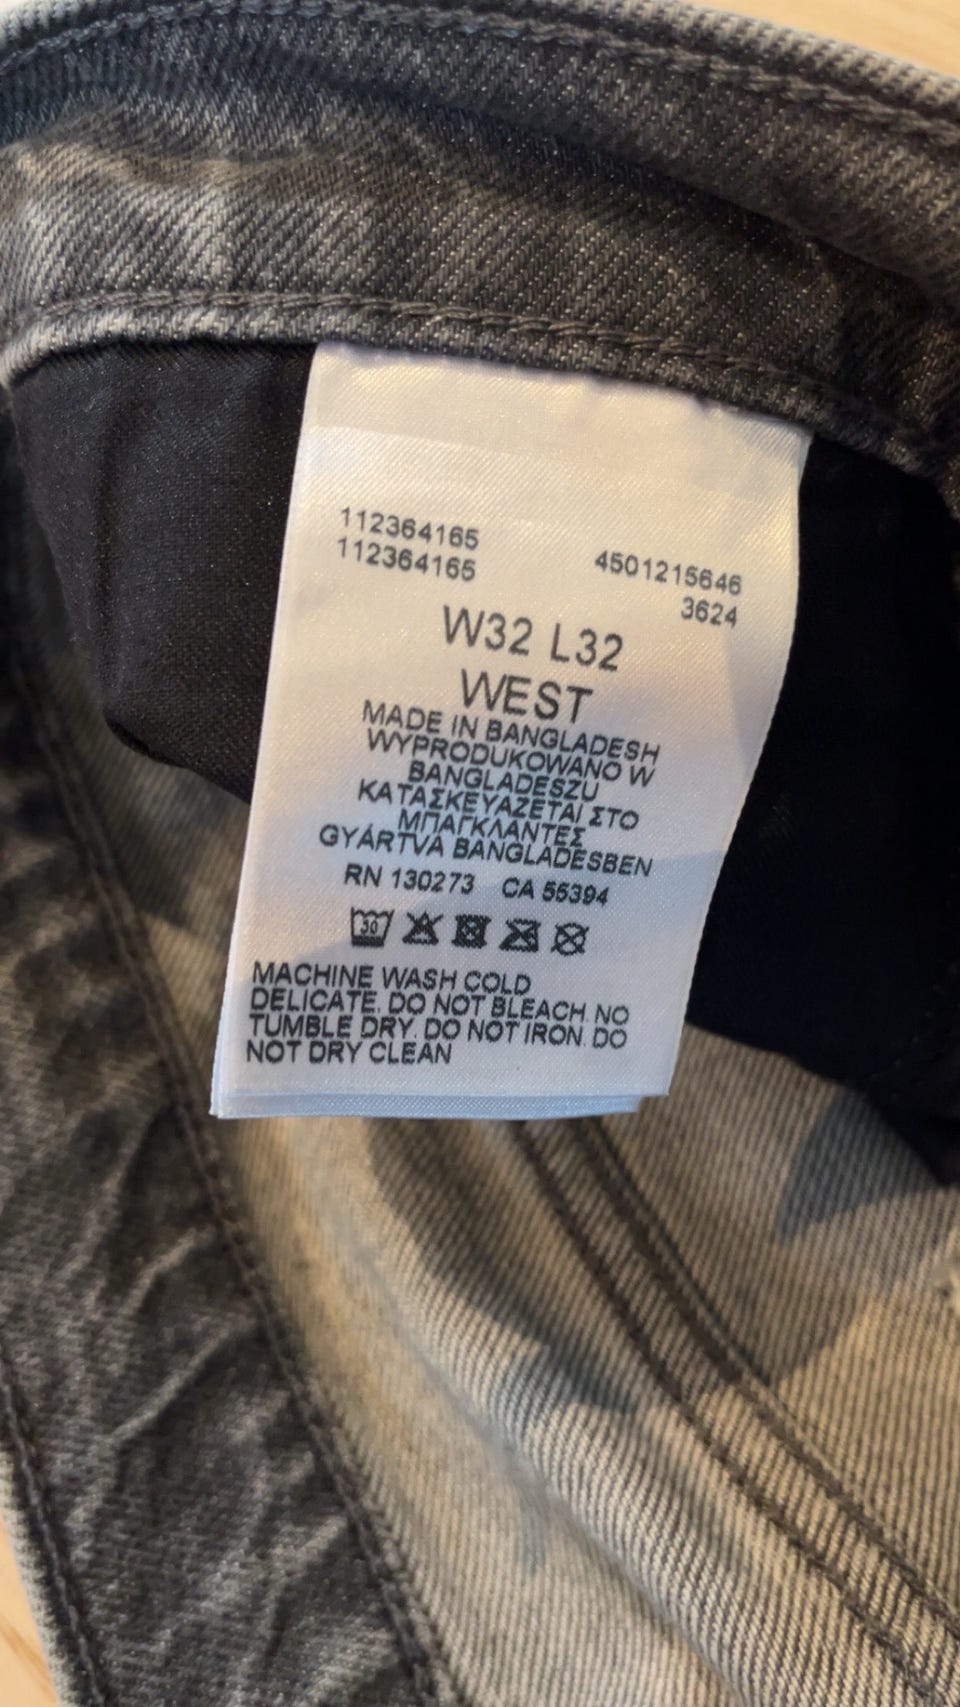 112364165
112364165
4501215646
3624
W32 L32
WEST
MADE IN BANGLADESH
WYPRODUKOWANO W
BANGLADESZU
ΚΑΤΑΣΚΕΥΑΖΕΤΑΙ ΣΤΟ
ΜΠΑΓΚΛΑΝΤΕΣ
GYÁRTVA BANGLADESBEN
RN 130273 CA 55394
30
MACHINE WASH COLD
DELICATE. DO NOT BLEACH. NO
TUMBLE DRY. DO NOT IRON. DO
NOT DRY CLEAN